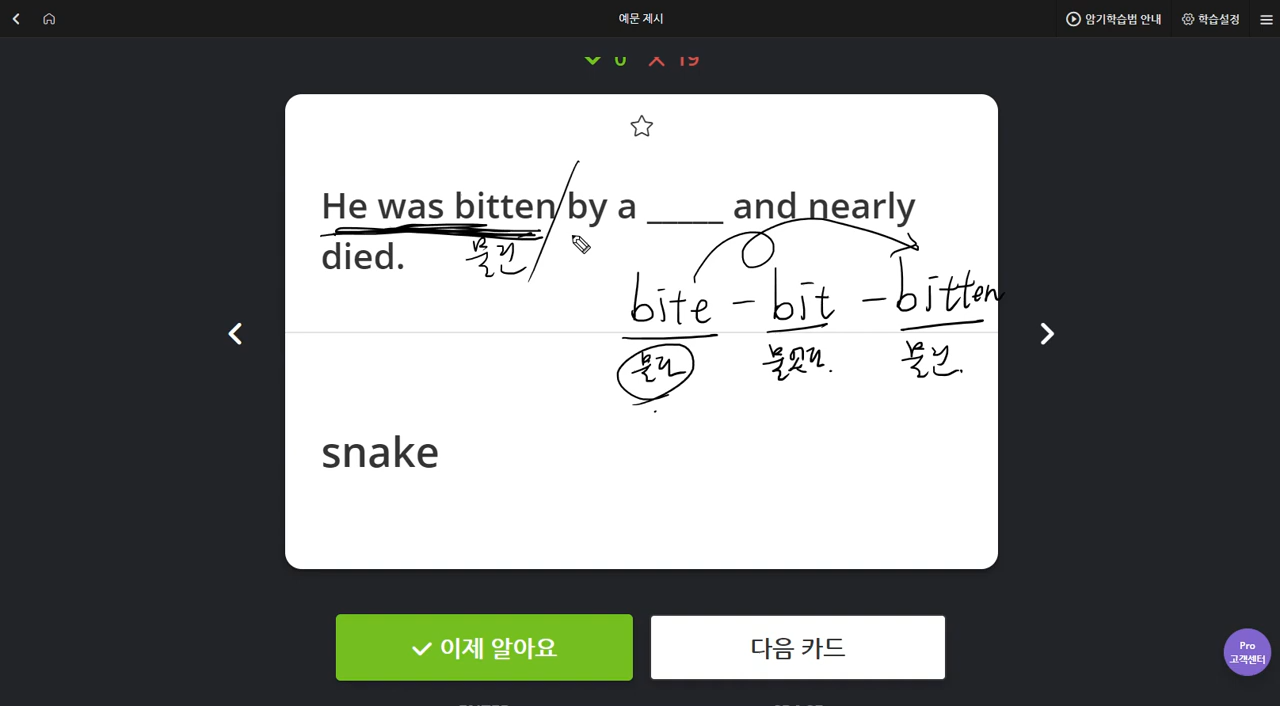 예문 제시
암기학습법 안내
학습설정
0 19
He was bitten by a _____ and nearly
died.
물린
bite - bit - bitten
물다 물었다. 물린.
snake
이제 알아요
다음 카드
Pro
고객센터